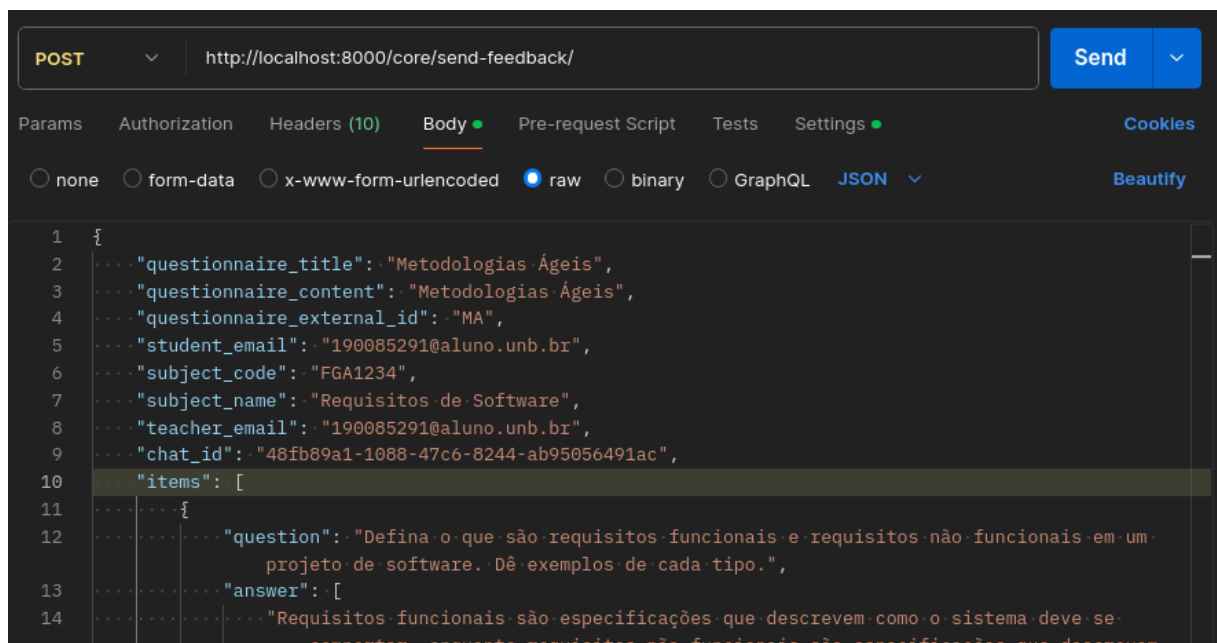 POST http://localhost:8000/core/send-feedback/ Send
Params Authorization Headers (10) Body Pre-request Script Tests Settings Cookies
none form-data x-www-form-urlencoded raw binary GraphQL JSON Beautify
1 {
2 "questionnaire_title": "Metodologias Ágeis",
3 "questionnaire_content": "Metodologias Ágeis",
4 "questionnaire_external_id": "MA",
5 "student_email": "190085291@aluno.unb.br",
6 "subject_code": "FGA1234",
7 "subject_name": "Requisitos de Software",
8 "teacher_email": "190085291@aluno.unb.br",
9 "chat_id": "48fb89a1-1088-47c6-8244-ab95056491ac",
10 "items": [
11 {
12 "question": "Defina o que são requisitos funcionais e requisitos não funcionais em um
projeto de software. Dê exemplos de cada tipo.",
13 "answer": [
14 "Requisitos funcionais são especificações que descrevem como o sistema deve se